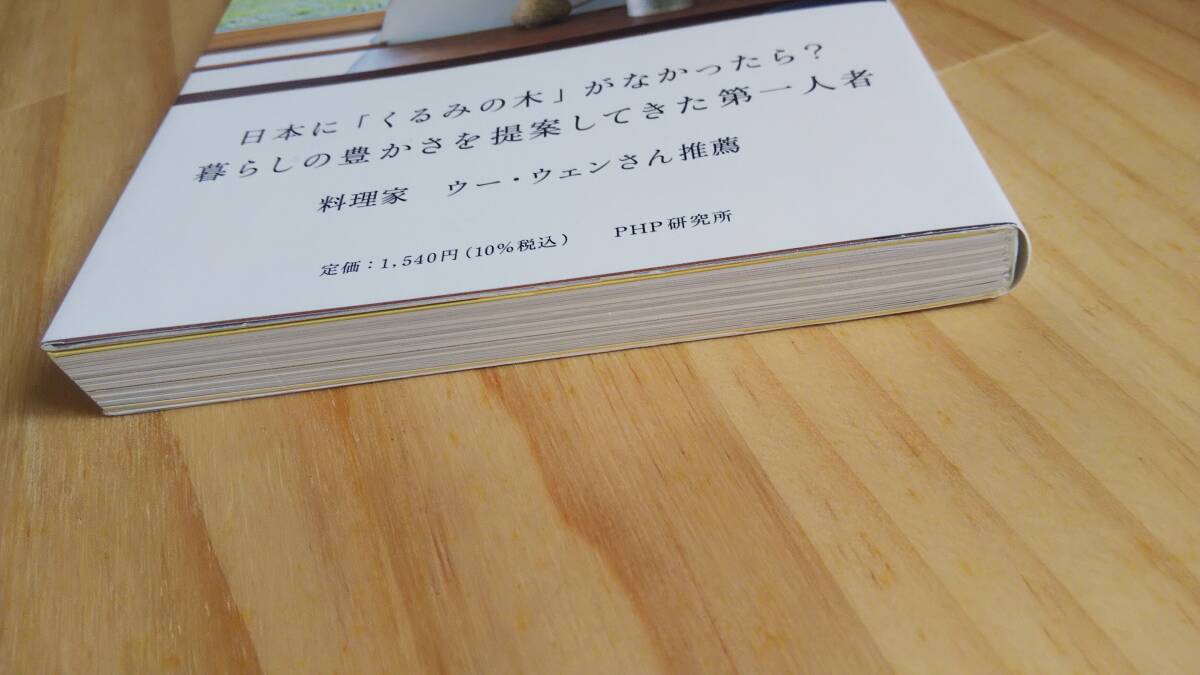 日本に「くるみの木」がなかったら？
暮らしの豊かさを提案してきた第一人者
料理家　ウー・ウェンさん推薦
定価：1,540円（10％税込）　PHP研究所